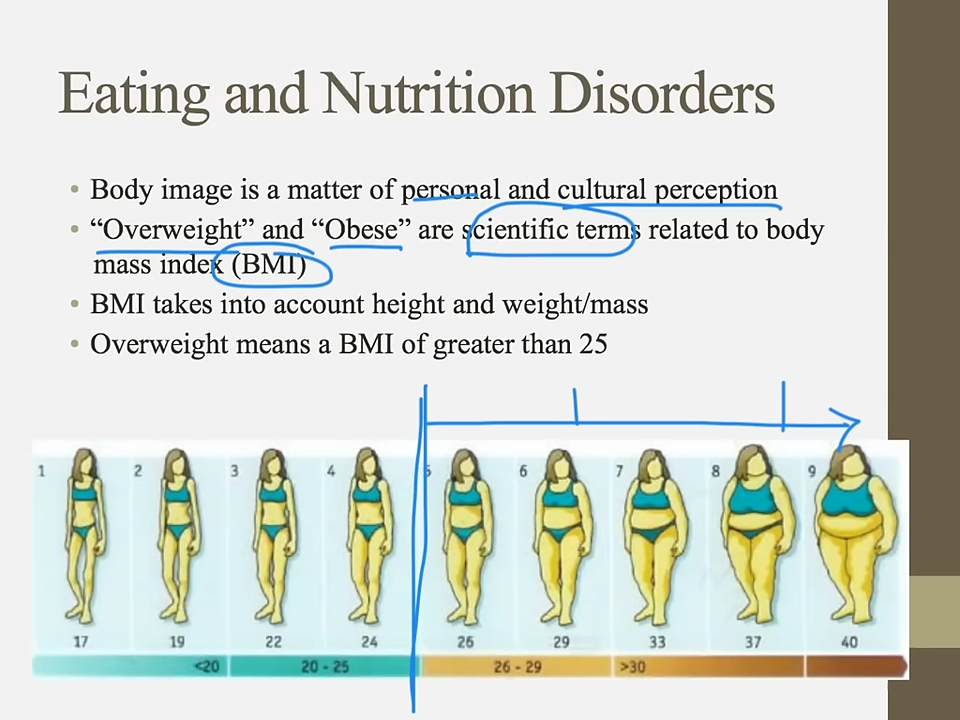 Eating and Nutrition Disorders
• Body image is a matter of personal and cultural perception
• “Overweight” and “Obese” are scientific terms related to body
mass index (BMI)
• BMI takes into account height and weight/mass
• Overweight means a BMI of greater than 25
1 2 3 4 5 6 7 8 9
17 19 22 24 26 29 33 37 40
<20 20 - 25 26 - 29 >30